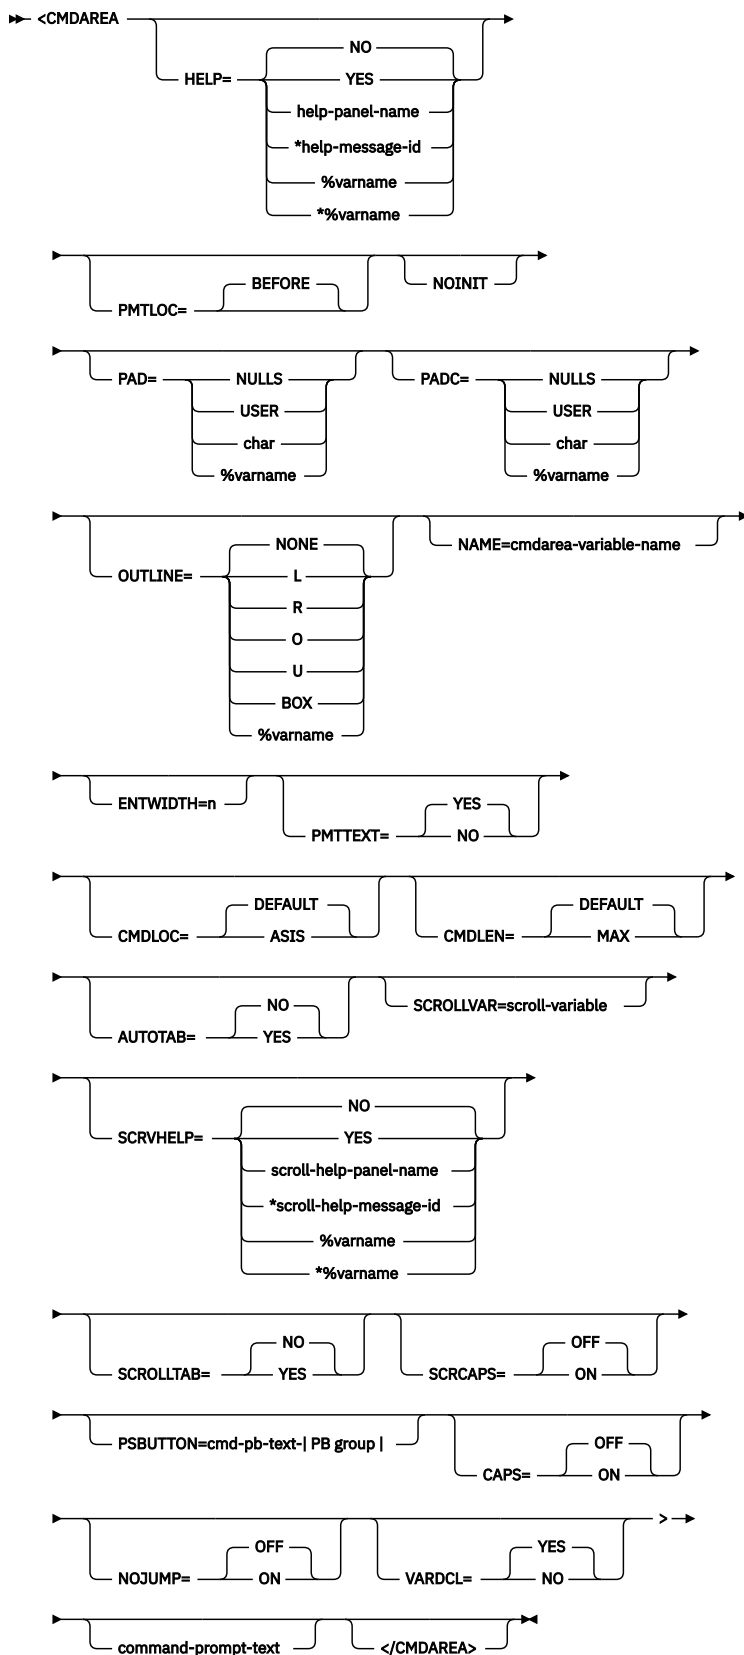 <CMDAREA
NO
HELP= YES
help-panel-name
*help-message-id
%varname
*%varname
BEFORE NOINIT
PMTLOC=
PAD= NULLS PADC= NULLS
USER USER
char char
%varname %varname
NONE NAME=cmdarea-variable-name
OUTLINE= L
R
O
U
BOX
%varname
ENTWIDTH=n YES
PMTTEXT= NO
DEFAULT DEFAULT
CMDLOC= ASIS CMDLEN= MAX
NO SCROLLVAR=scroll-variable
AUTOTAB= YES
NO
SCRVHELP= YES
scroll-help-panel-name
*scroll-help-message-id
%varname
*%varname
NO OFF
SCROLLTAB= YES SCRCAPS= ON
PSBUTTON=cmd-pb-text-| PB group | OFF
CAPS= ON
>
OFF YES
NOJUMP= ON VARDCL= NO
command-prompt-text </CMDAREA>